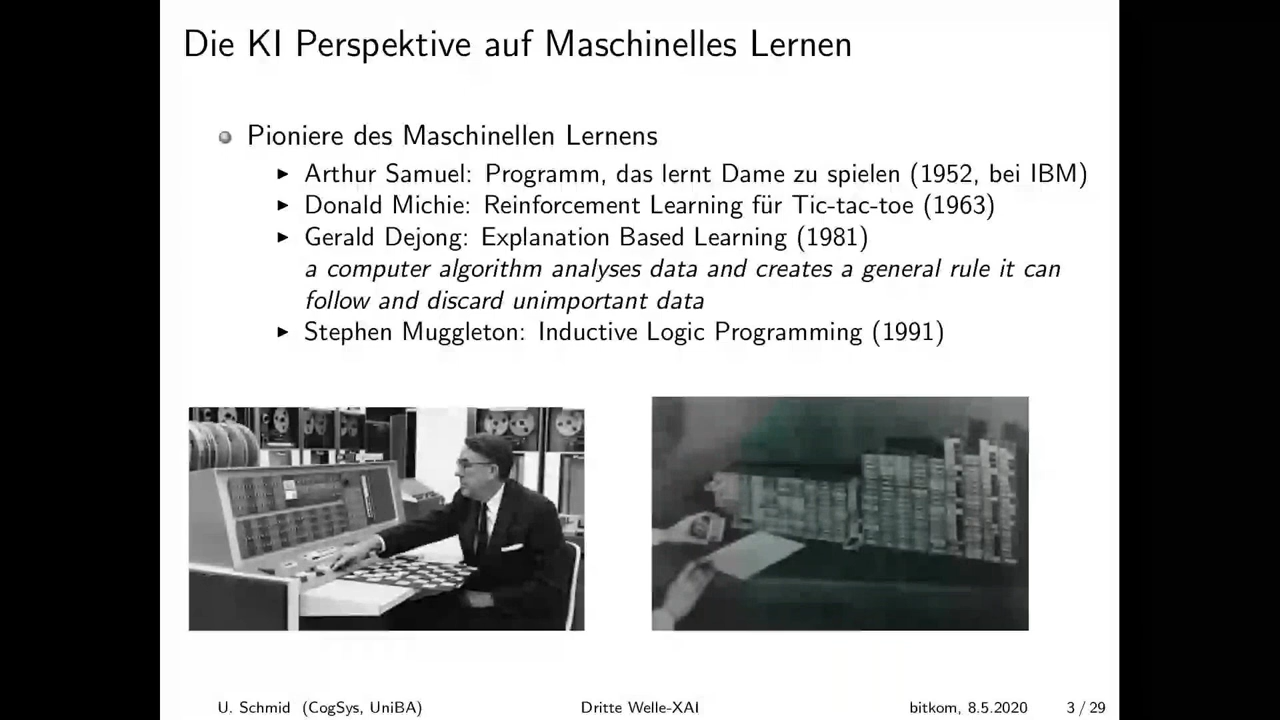 Die KI Perspektive auf Maschinelles Lernen
Pioniere des Maschinellen Lernens
Arthur Samuel: Programm, das lernt Dame zu spielen (1952, bei IBM)
Donald Michie: Reinforcement Learning für Tic-tac-toe (1963)
Gerald Dejong: Explanation Based Learning (1981)
a computer algorithm analyses data and creates a general rule it can
follow and discard unimportant data
Stephen Muggleton: Inductive Logic Programming (1991)
U. Schmid (CogSys, UniBA) Dritte Welle-XAI bitkom, 8.5.2020 3 / 29